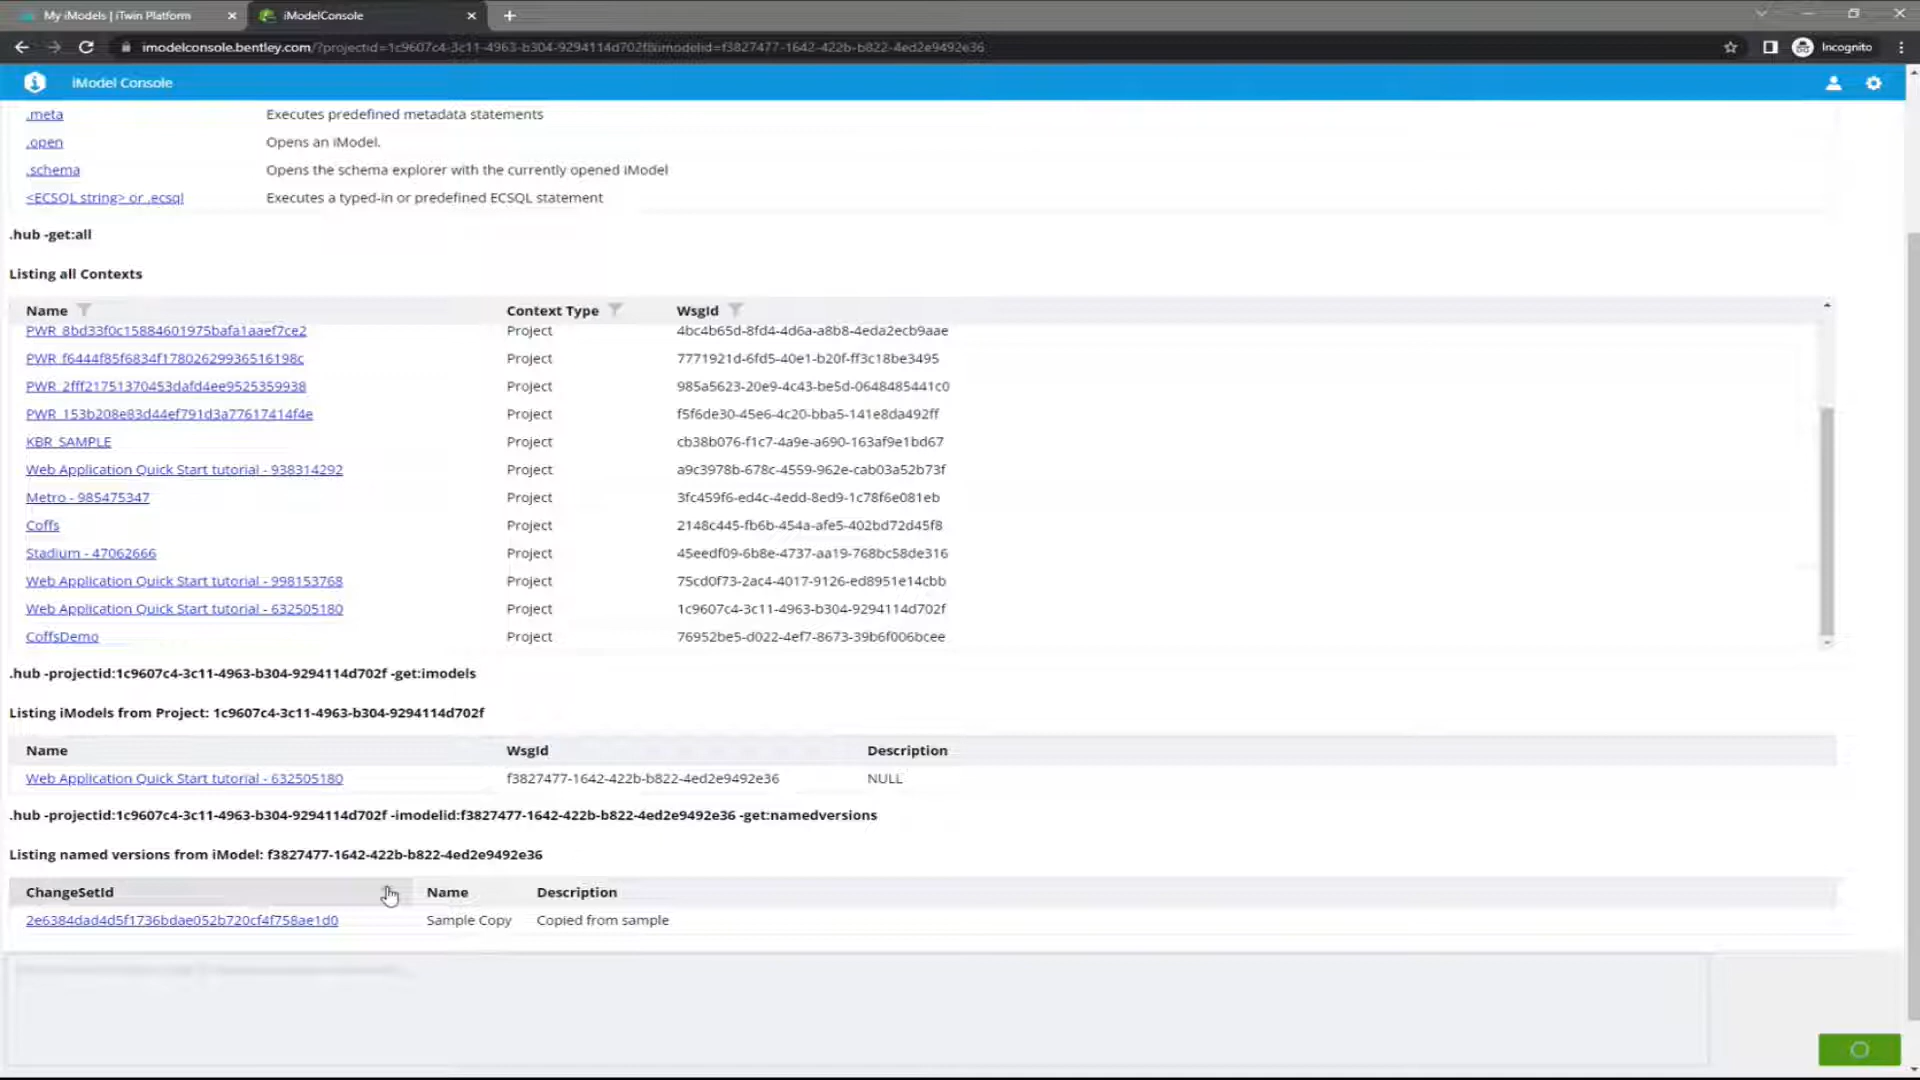 My iModels | iTwin Platform
iModelConsole
imodelconsole.bentley.com/?projectid=1c9607c4-3c11-4963-b304-9294114d702f&imodelid=f3827477-1642-422b-b822-4ed2e9492e36
Incognito
iModel Console
.meta Executes predefined metadata statements
.open Opens an iModel.
.schema Opens the schema explorer with the currently opened iModel
<ECSQL string> or .ecsql Executes a typed-in or predefined ECSQL statement
.hub -get:all
Listing all Contexts
Name Context Type WsgId
PWR_8bd33f0c15884601975bafa1aaef7ce2 Project 4bc4b65d-8fd4-4d6a-a8b8-4eda2ecb9aae
PWR_f6444f85f6834f17802629936516198c Project 7771921d-6fd5-40e1-b20f-ff3c18be3495
PWR_2fff21751370453dafd4ee9525359938 Project 985a5623-20e9-4c43-be5d-0648485441c0
PWR_153b208e83d44ef791d3a77617414f4e Project f5f6de30-45e6-4c20-bba5-141e8da492ff
KBR_SAMPLE Project cb38b076-f1c7-4a9e-a690-163af9e1bd67
Web Application Quick Start tutorial - 938314292 Project a9c3978b-678c-4559-962e-cab03a52b73f
Metro - 985475347 Project 3fc459f6-ed4c-4edd-8ed9-1c78f6e081eb
Coffs Project 2148c445-fb6b-454a-afe5-402bd72d45f8
Stadium - 47062666 Project 45eedf09-6b8e-4737-aa19-768bc58de316
Web Application Quick Start tutorial - 998153768 Project 75cd0f73-2ac4-4017-9126-ed8951e14cbb
Web Application Quick Start tutorial - 632505180 Project 1c9607c4-3c11-4963-b304-9294114d702f
CoffsDemo Project 76952be5-d022-4ef7-8673-39b6f006bcee
.hub -projectid:1c9607c4-3c11-4963-b304-9294114d702f -get:imodels
Listing iModels from Project: 1c9607c4-3c11-4963-b304-9294114d702f
Name WsgId Description
Web Application Quick Start tutorial - 632505180 f3827477-1642-422b-b822-4ed2e9492e36 NULL
.hub -projectid:1c9607c4-3c11-4963-b304-9294114d702f -imodelid:f3827477-1642-422b-b822-4ed2e9492e36 -get:namedversions
Listing named versions from iModel: f3827477-1642-422b-b822-4ed2e9492e36
ChangeSetId Name Description
2e6384dad4d5f1736bdae052b720cf4f758ae1d0 Sample Copy Copied from sample